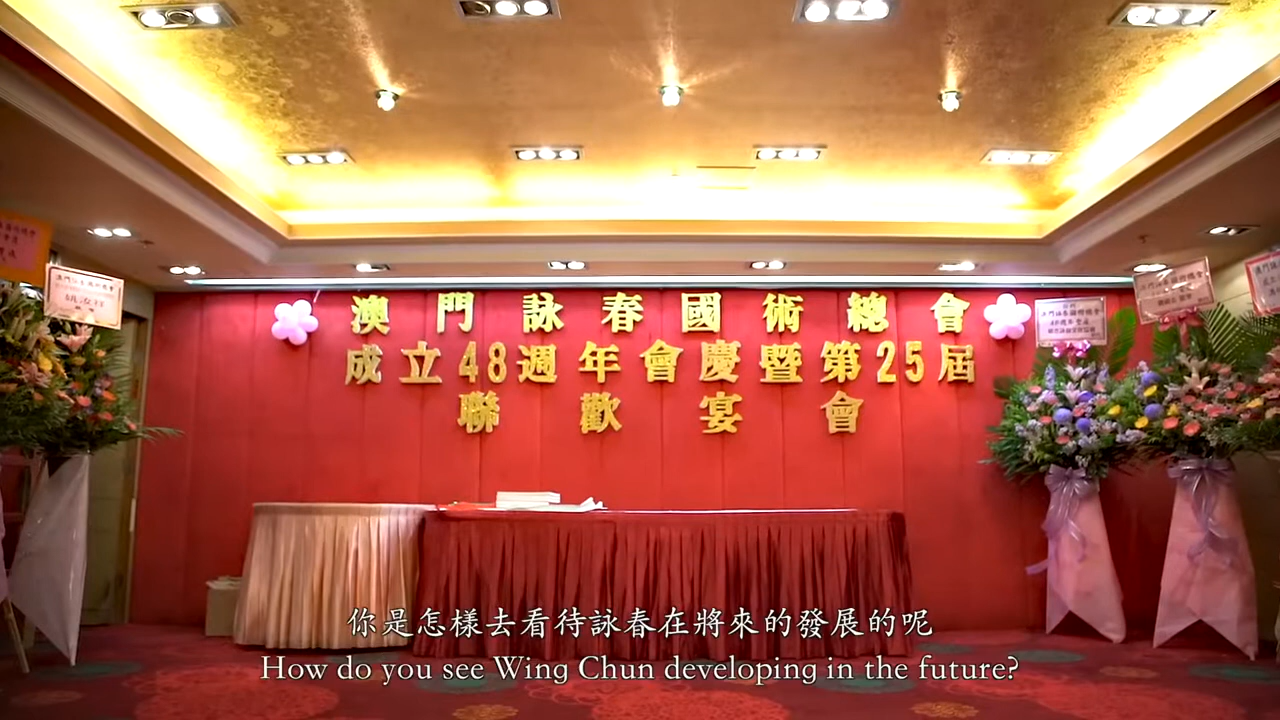 澳門詠春國術總會
成立48週年會慶暨第25屆
聯歡宴會
你是怎樣去看待詠春在將來的發展的呢
How do you see Wing Chun developing in the future?